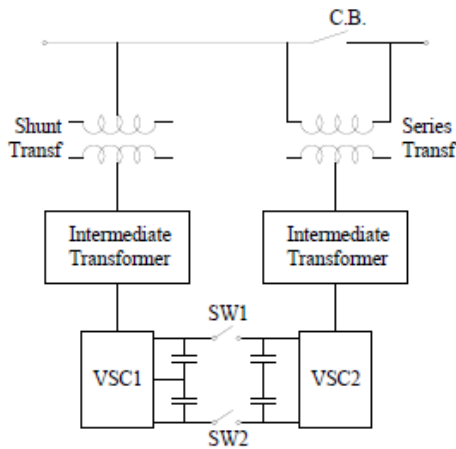 C.B.
Shunt
Transf
Series
Transf
Intermediate
Transformer
Intermediate
Transformer
SW1
VSC1
VSC2
SW2